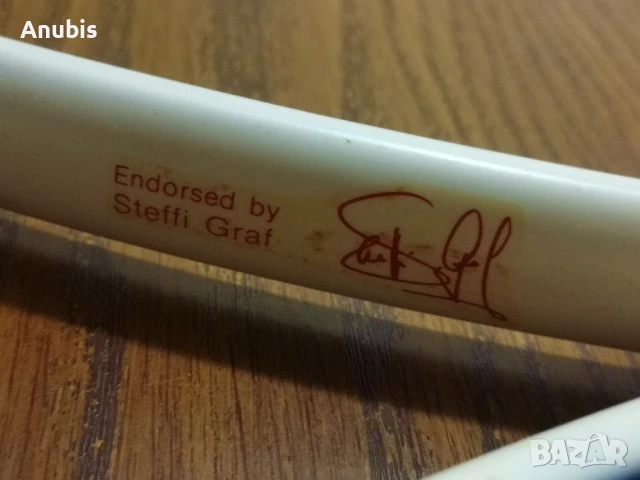 Anubis
Endorsed by
Steffi Graf
BAZAR